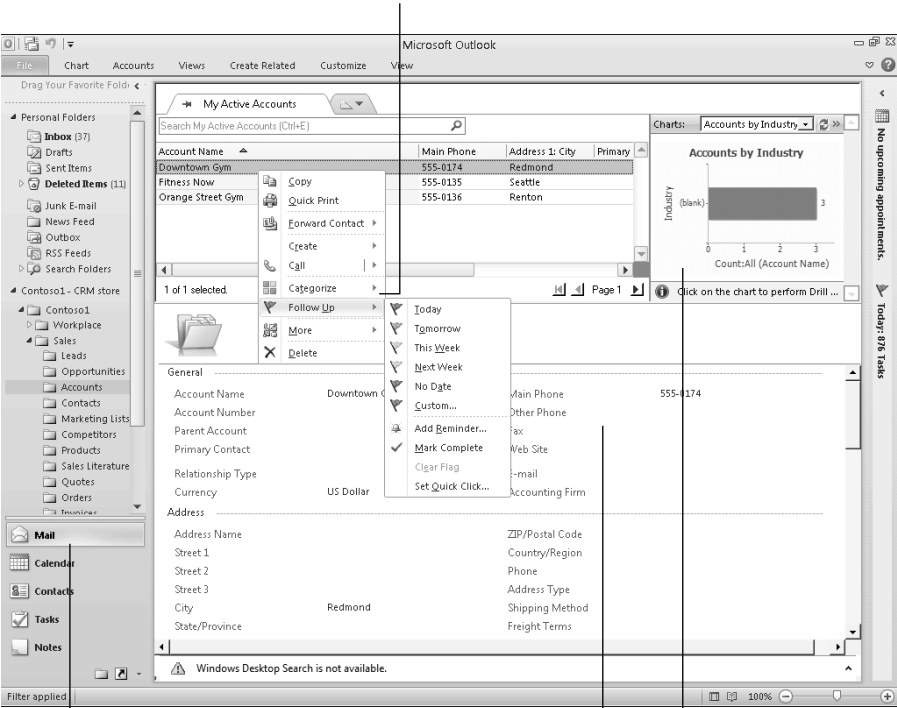 Microsoft Outlook
File Chart Accounts Views Create Related Customize View
Drag Your Favorite Folde
Personal Folders
Inbox (37)
Drafts
Sent Items
Deleted Items (11)
Junk E-mail
News Feed
Outbox
RSS Feeds
Search Folders
Contoso1 - CRM store
Contoso1
Workplace
Sales
Leads
Opportunities
Accounts
Contacts
Marketing Lists
Competitors
Products
Sales Literature
Quotes
Orders
Invoices
Mail
Calendar
Contacts
Tasks
Notes
My Active Accounts
Search My Active Accounts (Ctrl+E)
Account Name Main Phone Address 1: City Primary
Downtown Gym 555-0174 Redmond
Fitness Now 555-0135 Seattle
Orange Street Gym 555-0136 Renton
1 of 1 selected. Page 1
Copy
Quick Print
Forward Contact
Create
Call
Categorize
Follow Up
More
Delete
Today
Tomorrow
This Week
Next Week
No Date
Custom...
Add Reminder...
Mark Complete
Clear Flag
Set Quick Click...
Charts: Accounts by Industry
Accounts by Industry
Industry
(blank)
3
0 1 2 3
Count:All (Account Name)
Click on the chart to perform Drill ...
General
Account Name Downtown Main Phone 555-0174
Account Number Other Phone
Parent Account Fax
Primary Contact Web Site
Relationship Type E-mail
Currency US Dollar Accounting Firm
Address
Address Name ZIP/Postal Code
Street 1 Country/Region
Street 2 Phone
Street 3 Address Type
City Redmond Shipping Method
State/Province Freight Terms
Windows Desktop Search is not available.
No upcoming appointments.
Today: 876 Tasks
Filter applied 100%